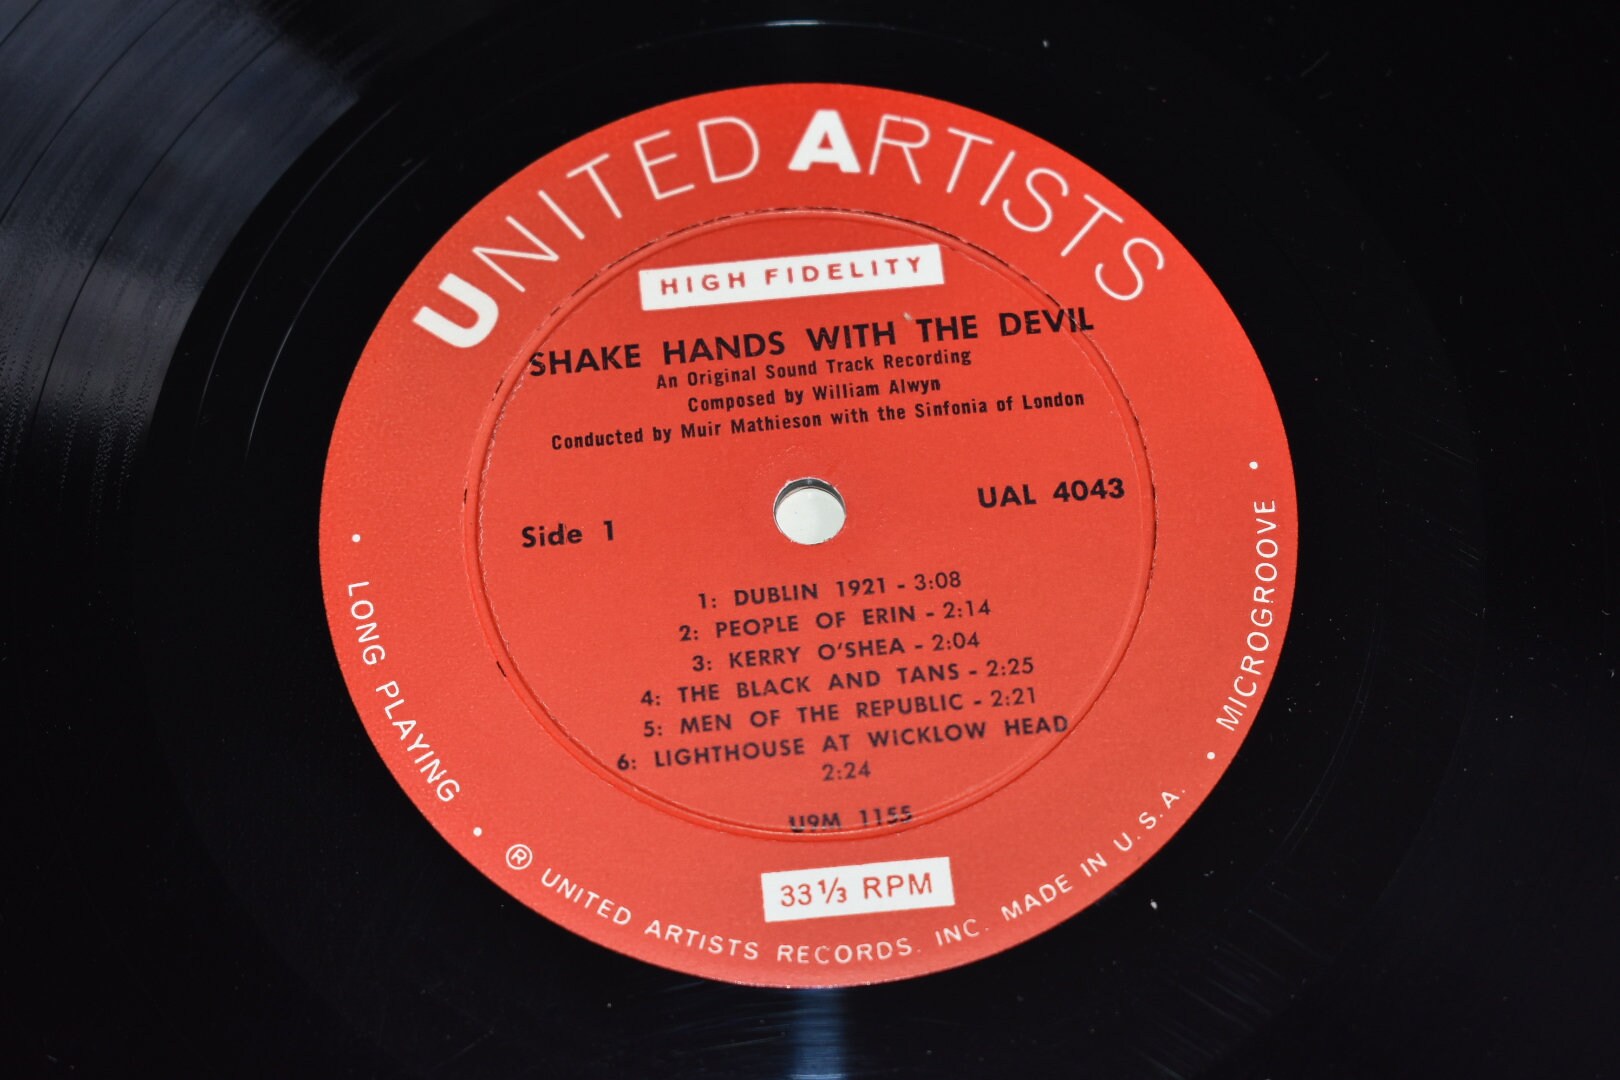 UNITED ARTISTS
HIGH FIDELITY
SHAKE HANDS WITH THE DEVIL
An Original Sound Track Recording
Composed by William Alwyn
Conducted by Muir Mathieson with the Sinfonia of London
UAL 4043
Side 1
1: DUBLIN 1921 - 3:08
2: PEOPLE OF ERIN - 2:14
3: KERRY O'SHEA - 2:04
4: THE BLACK AND TANS - 2:25
5: MEN OF THE REPUBLIC - 2:21
6: LIGHTHOUSE AT WICKLOW HEAD
2:24
U9M 1155
33 1/3 RPM
• LONG PLAYING • ® UNITED ARTISTS RECORDS. INC. MADE IN U.S.A. • MICROGROOVE •